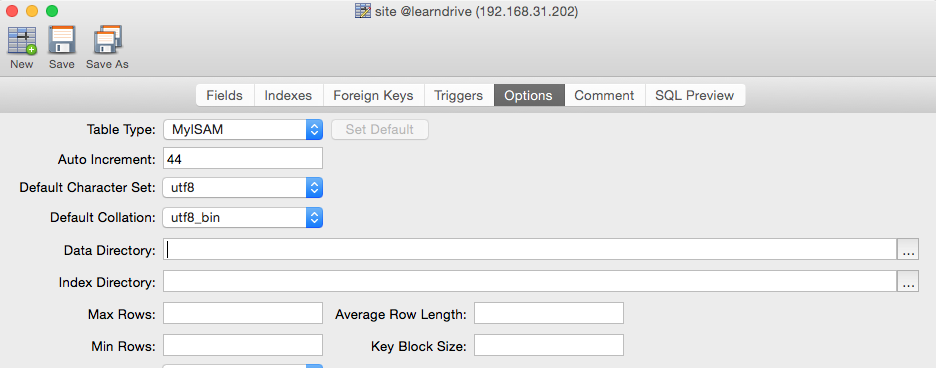 site @learndrive (192.168.31.202)
New Save Save As
Fields Indexes Foreign Keys Triggers Options Comment SQL Preview
Table Type: MyISAM Set Default
Auto Increment: 44
Default Character Set: utf8
Default Collation: utf8_bin
Data Directory: ...
Index Directory: ...
Max Rows: Average Row Length:
Min Rows: Key Block Size: